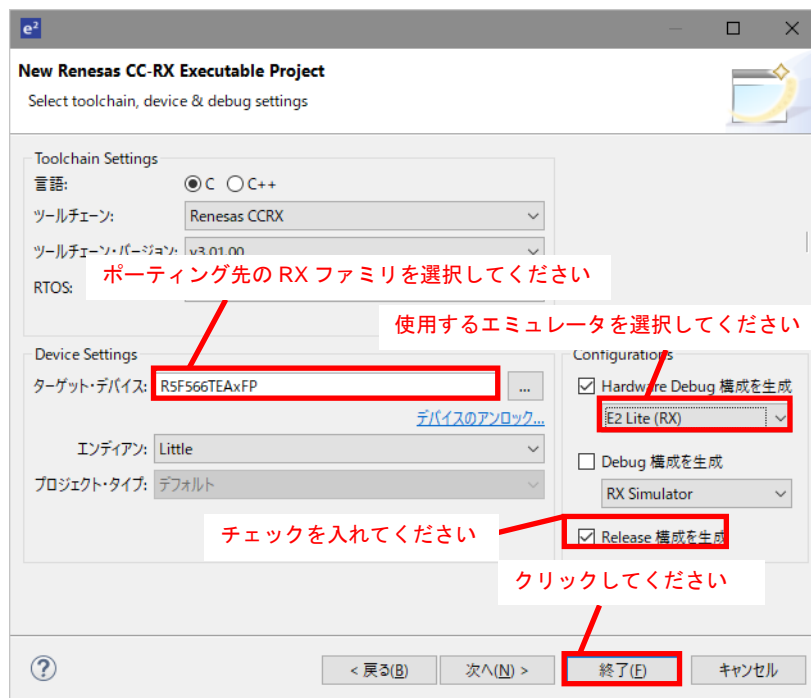 e²
New Renesas CC-RX Executable Project
Select toolchain, device & debug settings
Toolchain Settings
言語:
C
C++
ツールチェーン:
Renesas CCRX
ツールチェーン・バージョン:
v3.01.00
ポーティング先の RX ファミリを選択してください
RTOS:
使用するエミュレータを選択してください
Device Settings
Configurations
ターゲット・デバイス:
R5F566TEAxFP
...
Hardware Debug 構成を生成
E2 Lite (RX)
デバイスのアンロック...
エンディアン:
Little
Debug 構成を生成
プロジェクト・タイプ:
デフォルト
RX Simulator
チェックを入れてください
Release 構成を生成
クリックしてください
?
< 戻る(B)
次へ(N) >
終了(F)
キャンセル